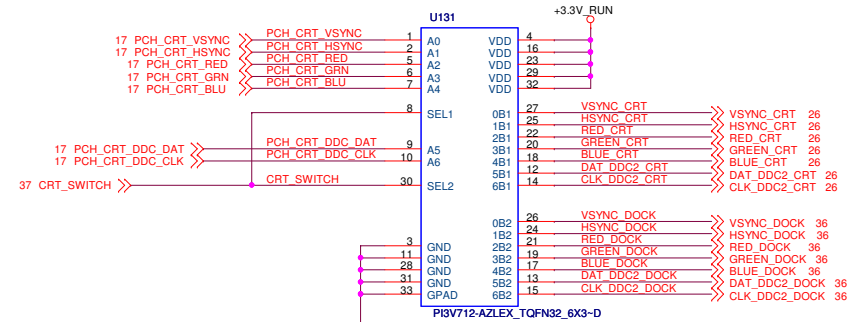 +3.3V_RUN
U131
17 PCH_CRT_VSYNC PCH_CRT_VSYNC 1 A0 VDD 4
17 PCH_CRT_HSYNC PCH_CRT_HSYNC 2 A1 VDD 16
17 PCH_CRT_RED PCH_CRT_RED 5 A2 VDD 23
17 PCH_CRT_GRN PCH_CRT_GRN 6 A3 VDD 29
17 PCH_CRT_BLU PCH_CRT_BLU 7 A4 VDD 32
8 SEL1 0B1 27 VSYNC_CRT VSYNC_CRT 26
1B1 25 HSYNC_CRT HSYNC_CRT 26
2B1 22 RED_CRT RED_CRT 26
17 PCH_CRT_DDC_DAT PCH_CRT_DDC_DAT 9 A5 3B1 20 GREEN_CRT GREEN_CRT 26
17 PCH_CRT_DDC_CLK PCH_CRT_DDC_CLK 10 A6 4B1 18 BLUE_CRT BLUE_CRT 26
5B1 12 DAT_DDC2_CRT DAT_DDC2_CRT 26
37 CRT_SWITCH CRT_SWITCH 30 SEL2 6B1 14 CLK_DDC2_CRT CLK_DDC2_CRT 26
0B2 26 VSYNC_DOCK VSYNC_DOCK 36
1B2 24 HSYNC_DOCK HSYNC_DOCK 36
3 GND 2B2 21 RED_DOCK RED_DOCK 36
11 GND 3B2 19 GREEN_DOCK GREEN_DOCK 36
28 GND 4B2 17 BLUE_DOCK BLUE_DOCK 36
31 GND 5B2 13 DAT_DDC2_DOCK DAT_DDC2_DOCK 36
33 GPAD 6B2 15 CLK_DDC2_DOCK CLK_DDC2_DOCK 36
PI3V712-AZLEX_TQFN32_6X3~D